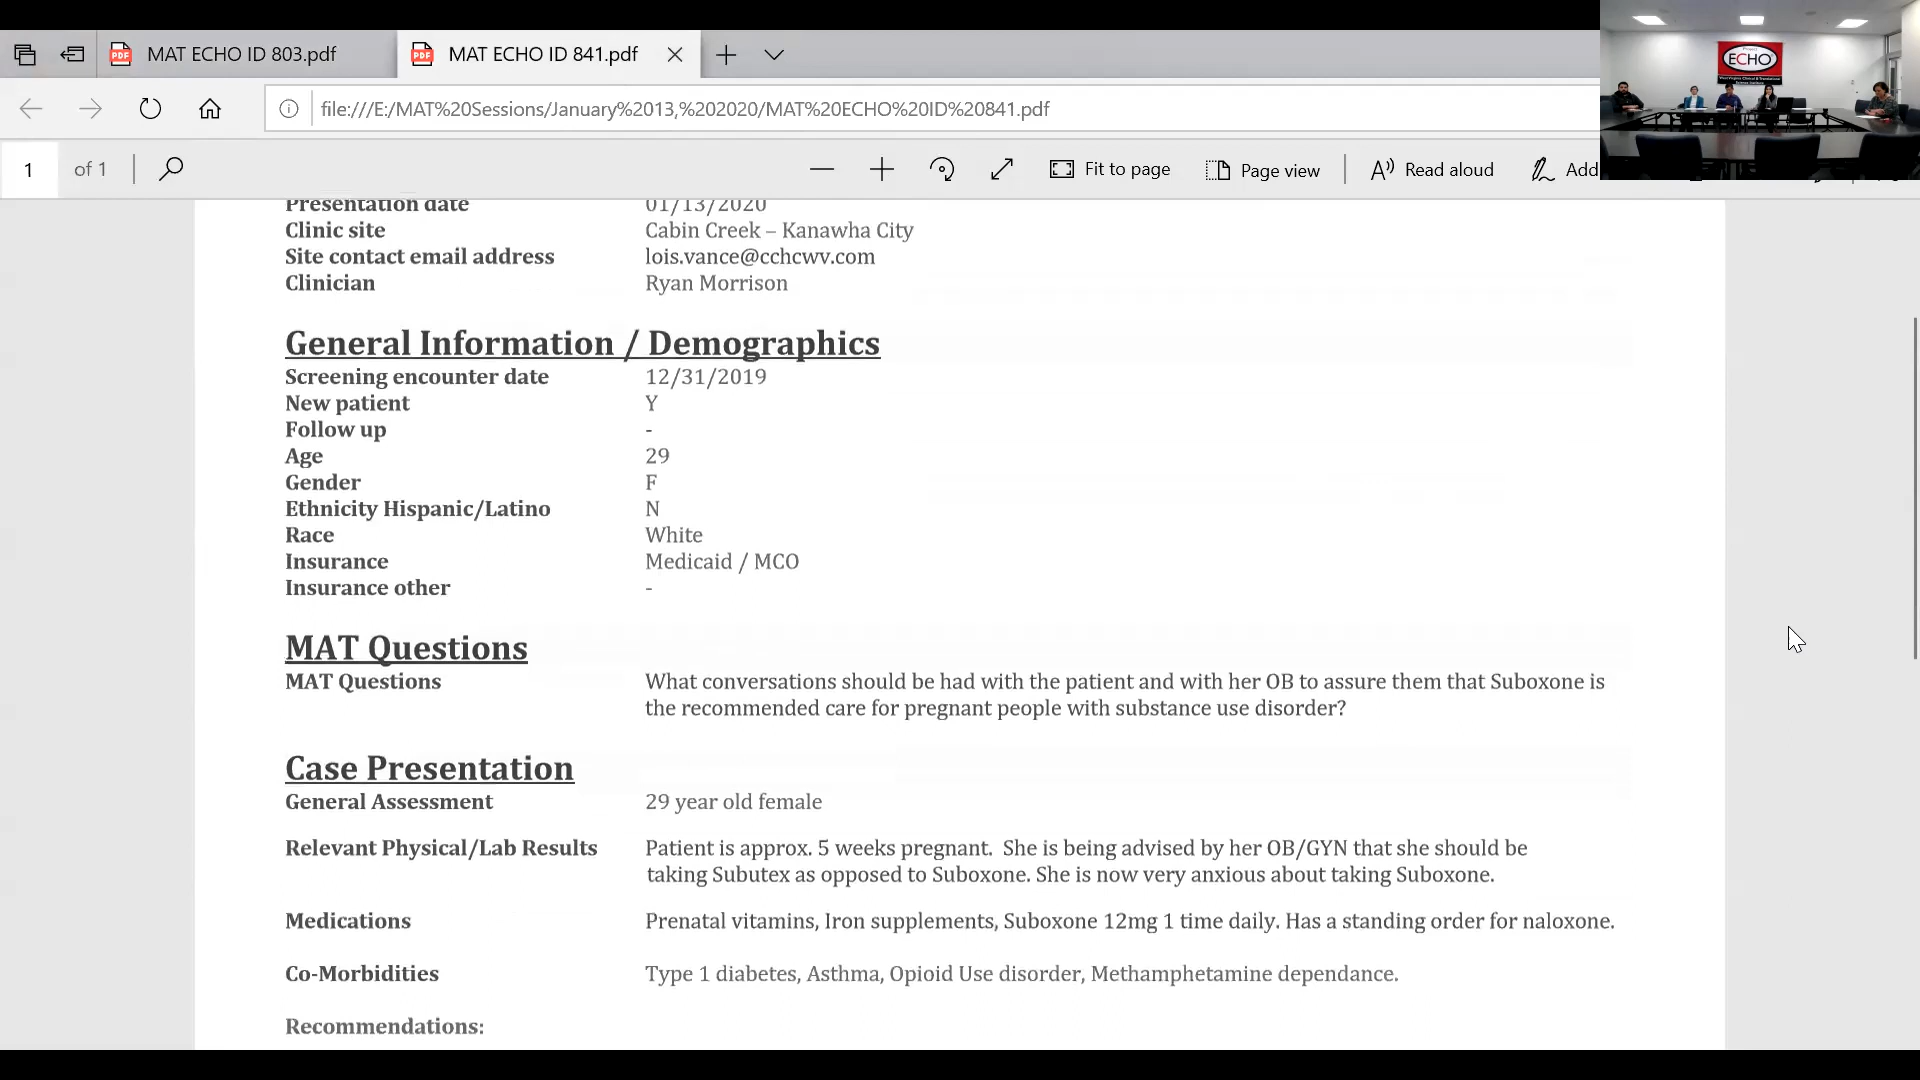 MAT ECHO ID 803.pdf
MAT ECHO ID 841.pdf
file:///E:/MAT%20Sessions/January%2013,%202020/MAT%20ECHO%20ID%20841.pdf
1 of 1
Fit to page
Page view
Read aloud
Add
Project
ECHO
Presentation date 01/13/2020
Clinic site Cabin Creek – Kanawha City
Site contact email address lois.vance@cchcwv.com
Clinician Ryan Morrison
General Information / Demographics
Screening encounter date 12/31/2019
New patient Y
Follow up -
Age 29
Gender F
Ethnicity Hispanic/Latino N
Race White
Insurance Medicaid / MCO
Insurance other -
MAT Questions
MAT Questions What conversations should be had with the patient and with her OB to assure them that Suboxone is
the recommended care for pregnant people with substance use disorder?
Case Presentation
General Assessment 29 year old female
Relevant Physical/Lab Results Patient is approx. 5 weeks pregnant. She is being advised by her OB/GYN that she should be
taking Subutex as opposed to Suboxone. She is now very anxious about taking Suboxone.
Medications Prenatal vitamins, Iron supplements, Suboxone 12mg 1 time daily. Has a standing order for naloxone.
Co-Morbidities Type 1 diabetes, Asthma, Opioid Use disorder, Methamphetamine dependance.
Recommendations: